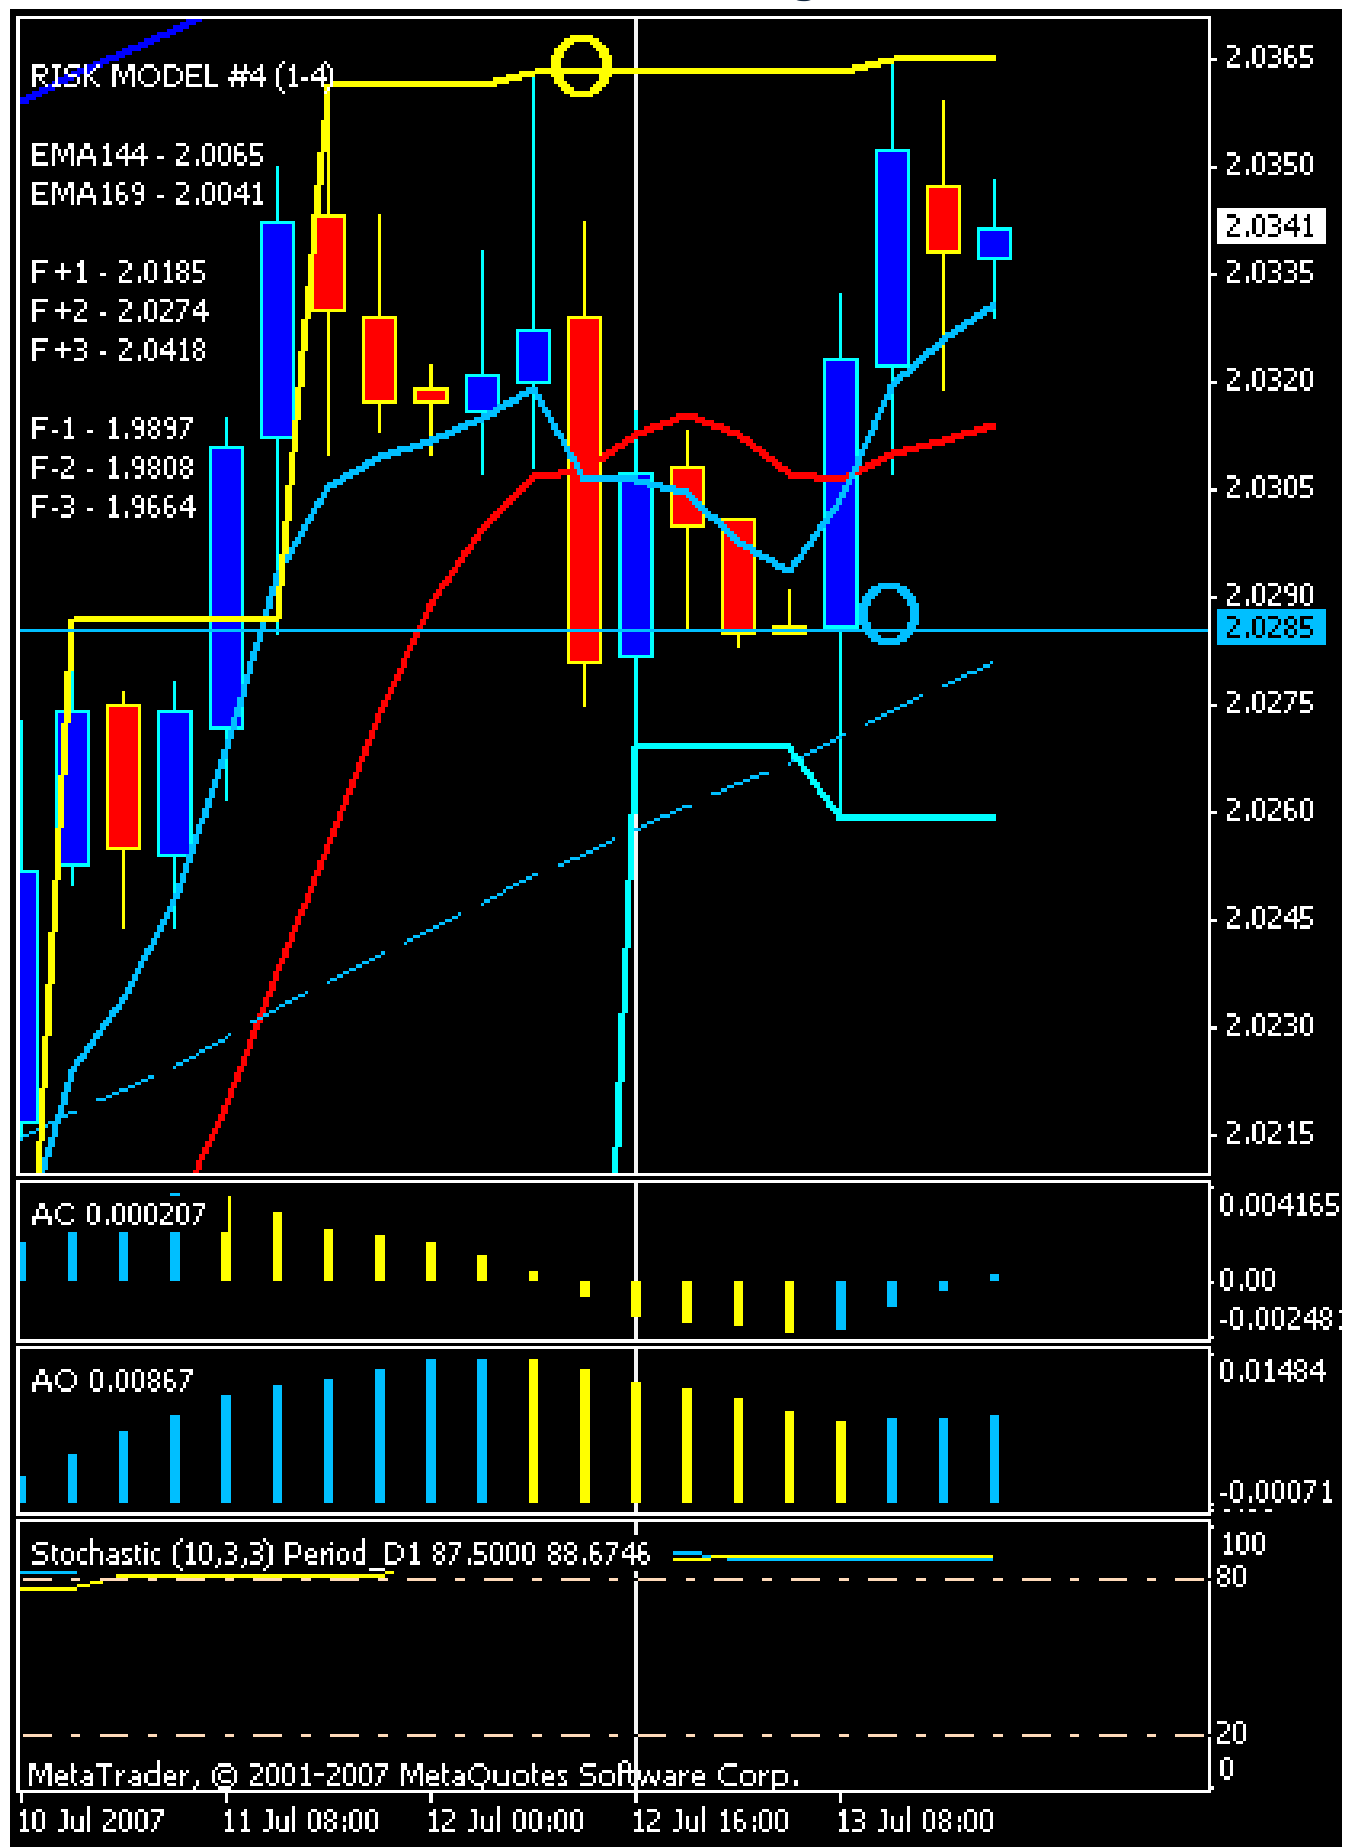 RISK MODEL #4 (1-4)
EMA144 - 2.0065
EMA169 - 2.0041
F+1 - 2.0185
F+2 - 2.0274
F+3 - 2.0418
F-1 - 1.9897
F-2 - 1.9808
F-3 - 1.9664
2.0365
2.0350
2.0341
2.0335
2.0320
2.0305
2.0290
2.0285
2.0275
2.0260
2.0245
2.0230
2.0215
AC 0.000207
0.004165
0.00
-0.002481
AO 0.00867
0.01484
-0.00071
Stochastic (10,3,3) Period_D1 87.5000 88.6746
100
80
20
0
MetaTrader, © 2001-2007 MetaQuotes Software Corp.
10 Jul 2007 11 Jul 08:00 12 Jul 00:00 12 Jul 16:00 13 Jul 08:00